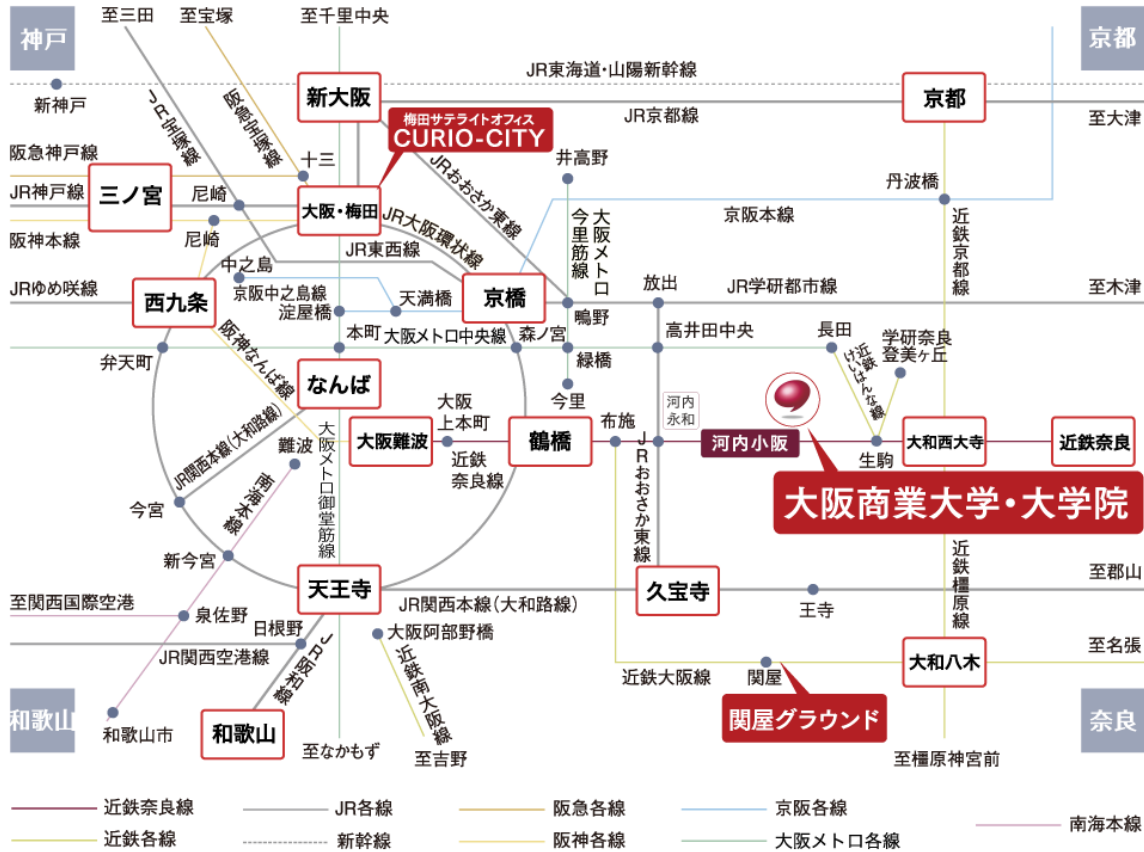 神戸
至三田
至宝塚
至千里中央
京都
JR東海道・山陽新幹線
新神戸
JR宝塚線
阪急宝塚線
新大阪
京都
JR京都線
至大津
梅田サテライトオフィス
CURIO-CITY
阪急神戸線
十三
JRおおさか東線
井高野
三ノ宮
JR神戸線
尼崎
大阪・梅田
丹波橋
京阪本線
阪神本線
尼崎
JR大阪環状線
JR東西線
大阪メトロ
今里筋線
近鉄京都線
中之島
JRゆめ咲線
西九条
京阪中之島線
淀屋橋
天満橋
京橋
放出
JR学研都市線
至木津
鴫野
弁天町
阪神なんば線
本町
大阪メトロ中央線
森ノ宮
緑橋
高井田中央
長田
近鉄
けいはんな線
学研奈良
登美ヶ丘
なんば
今里
大阪
上本町
河内
永和
JR関西本線(大和路線)
難波
大阪メトロ御堂筋線
大阪難波
近鉄
奈良線
鶴橋
布施
河内小阪
生駒
大和西大寺
近鉄奈良
JRおおさか東線
大阪商業大学・大学院
今宮
南海本線
新今宮
近鉄橿原線
天王寺
JR関西本線(大和路線)
久宝寺
王寺
至郡山
至関西国際空港
泉佐野
日根野
大阪阿部野橋
JR関西空港線
JR阪和線
近鉄南大阪線
近鉄大阪線
関屋
大和八木
至名張
和歌山
和歌山市
和歌山
至なかもず
至吉野
関屋グラウンド
至橿原神宮前
奈良
近鉄奈良線
JR各線
阪急各線
京阪各線
南海本線
近鉄各線
新幹線
阪神各線
大阪メトロ各線